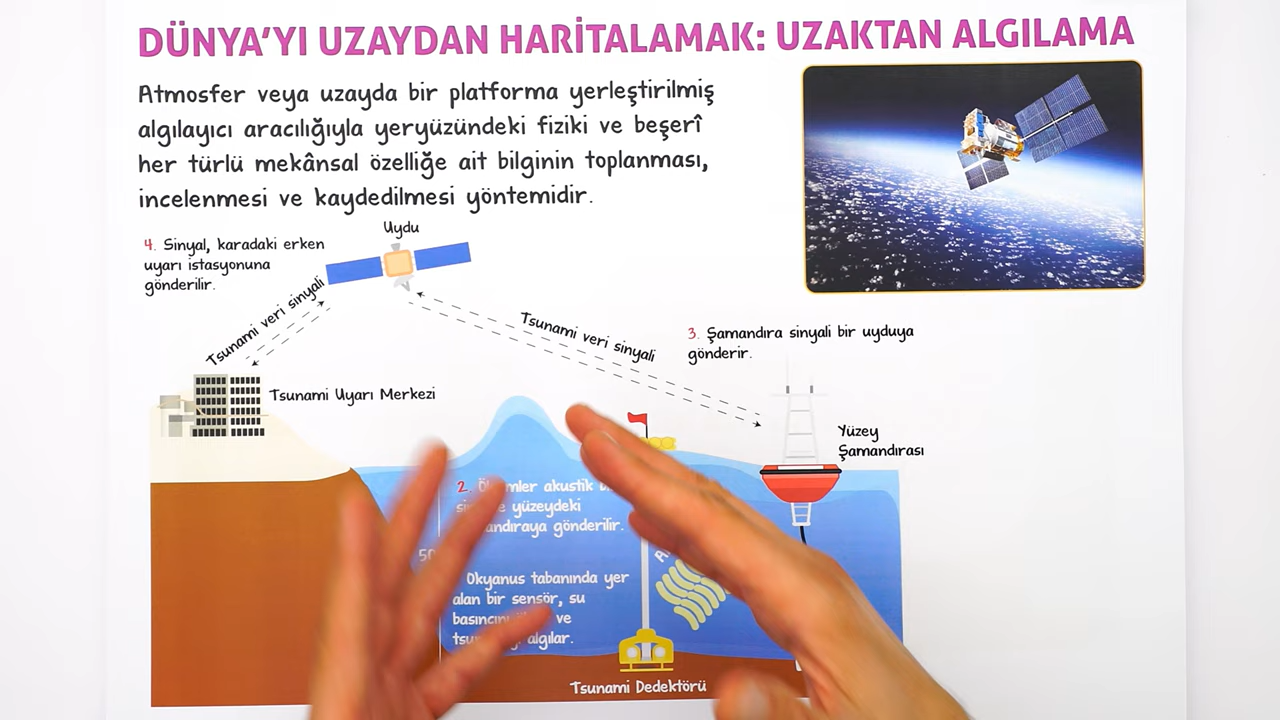 DÜNYA'YI UZAYDAN HARİTALAMAK: UZAKTAN ALGILAMA
Atmosfer veya uzayda bir platforma yerleştirilmiş
algılayıcı aracılığıyla yeryüzündeki fiziki ve beşerî
her türlü mekânsal özelliğe ait bilginin toplanması,
incelenmesi ve kaydedilmesi yöntemidir.
Uydu
4. Sinyal, karadaki erken
uyarı istasyonuna
gönderilir.
Tsunami veri sinyali
Tsunami veri sinyali
3. Şamandıra sinyali bir uyduya
gönderir.
Tsunami Uyarı Merkezi
Yüzey
Şamandırası
2. akustik
yüzeydeki
gönderilir.
Okyanus tabanında yer
alan bir sensör, su
ve
algılar.
Tsunami Dedektörü